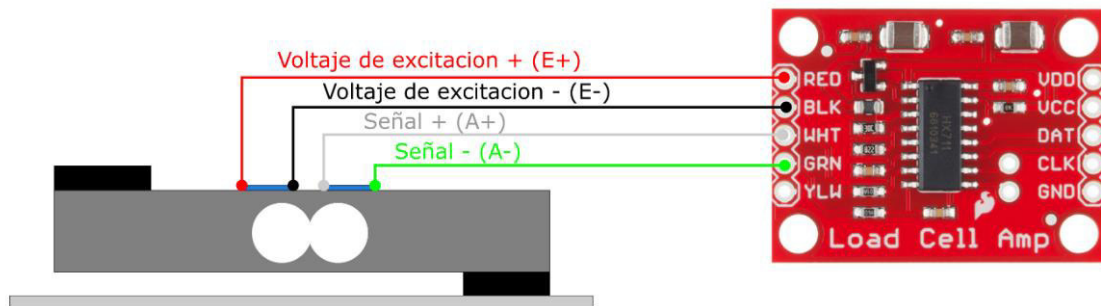 Voltaje de excitacion + (E+)
Voltaje de excitacion - (E-)
Señal + (A+)
Señal - (A-)
RED
BLK
WHT
GRN
YLW
HX711
VDD
VCC
DAT
CLK
GND
Load Cell Amp